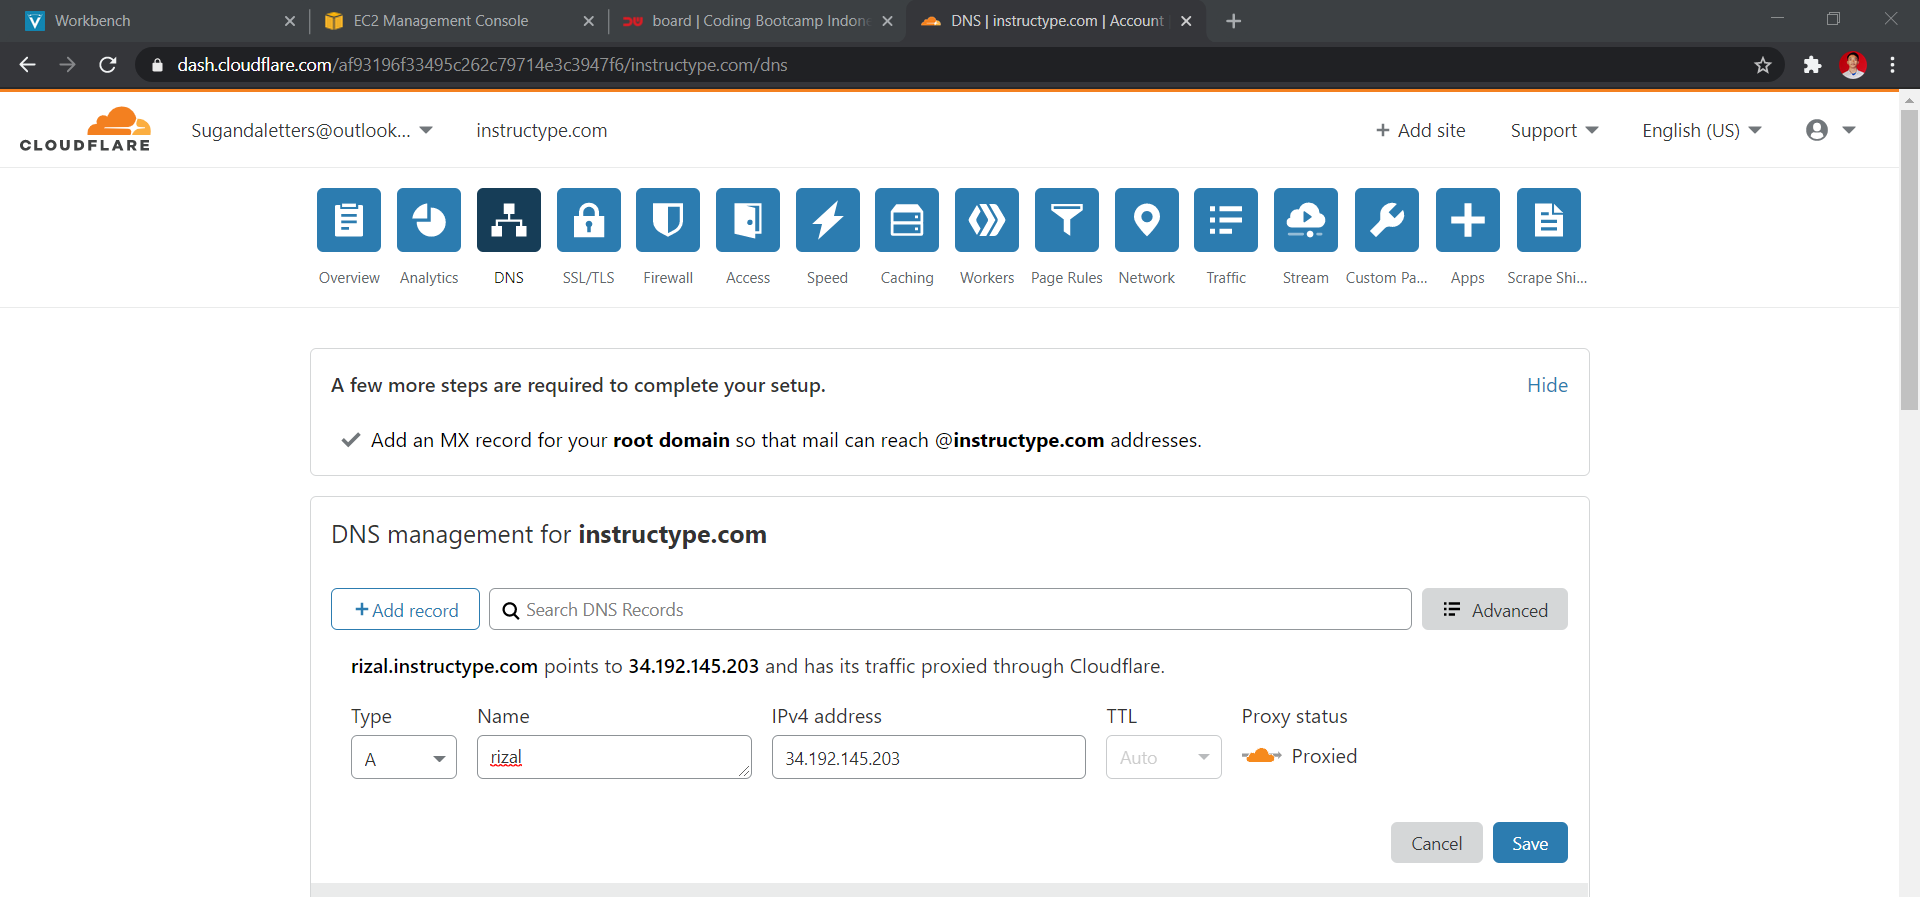 Workbench
EC2 Management Console
board | Coding Bootcamp Indone
DNS | instructype.com | Account
dash.cloudflare.com/af93196f33495c262c79714e3c3947f6/instructype.com/dns
CLOUDFLARE
Sugandaletters@outlook...
instructype.com
+ Add site
Support
English (US)
Overview
Analytics
DNS
SSL/TLS
Firewall
Access
Speed
Caching
Workers
Page Rules
Network
Traffic
Stream
Custom Pa...
Apps
Scrape Shi...
A few more steps are required to complete your setup.
Hide
Add an MX record for your root domain so that mail can reach @instructype.com addresses.
DNS management for instructype.com
+ Add record
Search DNS Records
Advanced
rizal.instructype.com points to 34.192.145.203 and has its traffic proxied through Cloudflare.
Type
Name
IPv4 address
TTL
Proxy status
A
rizal
34.192.145.203
Auto
Proxied
Cancel
Save